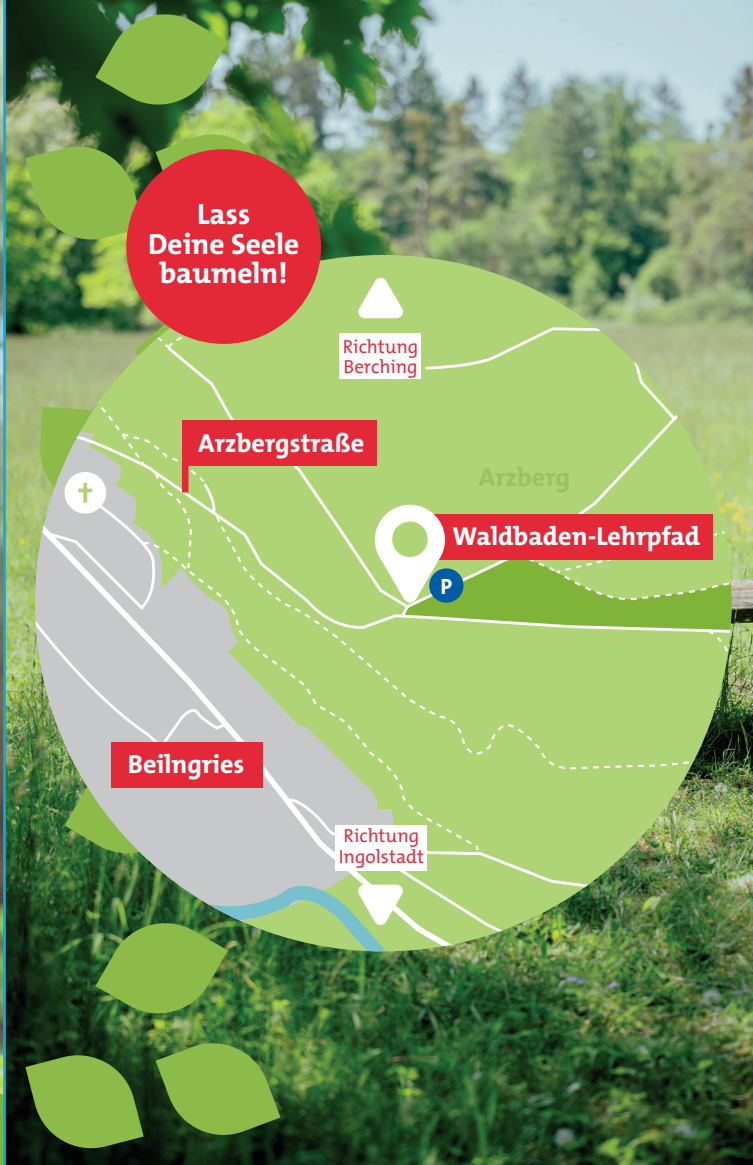 Lass
Deine Seele
baumeln!
Richtung
Berching
Arzbergstraße
Arzberg
Waldbaden-Lehrpfad
P
Beilngries
Richtung
Ingolstadt